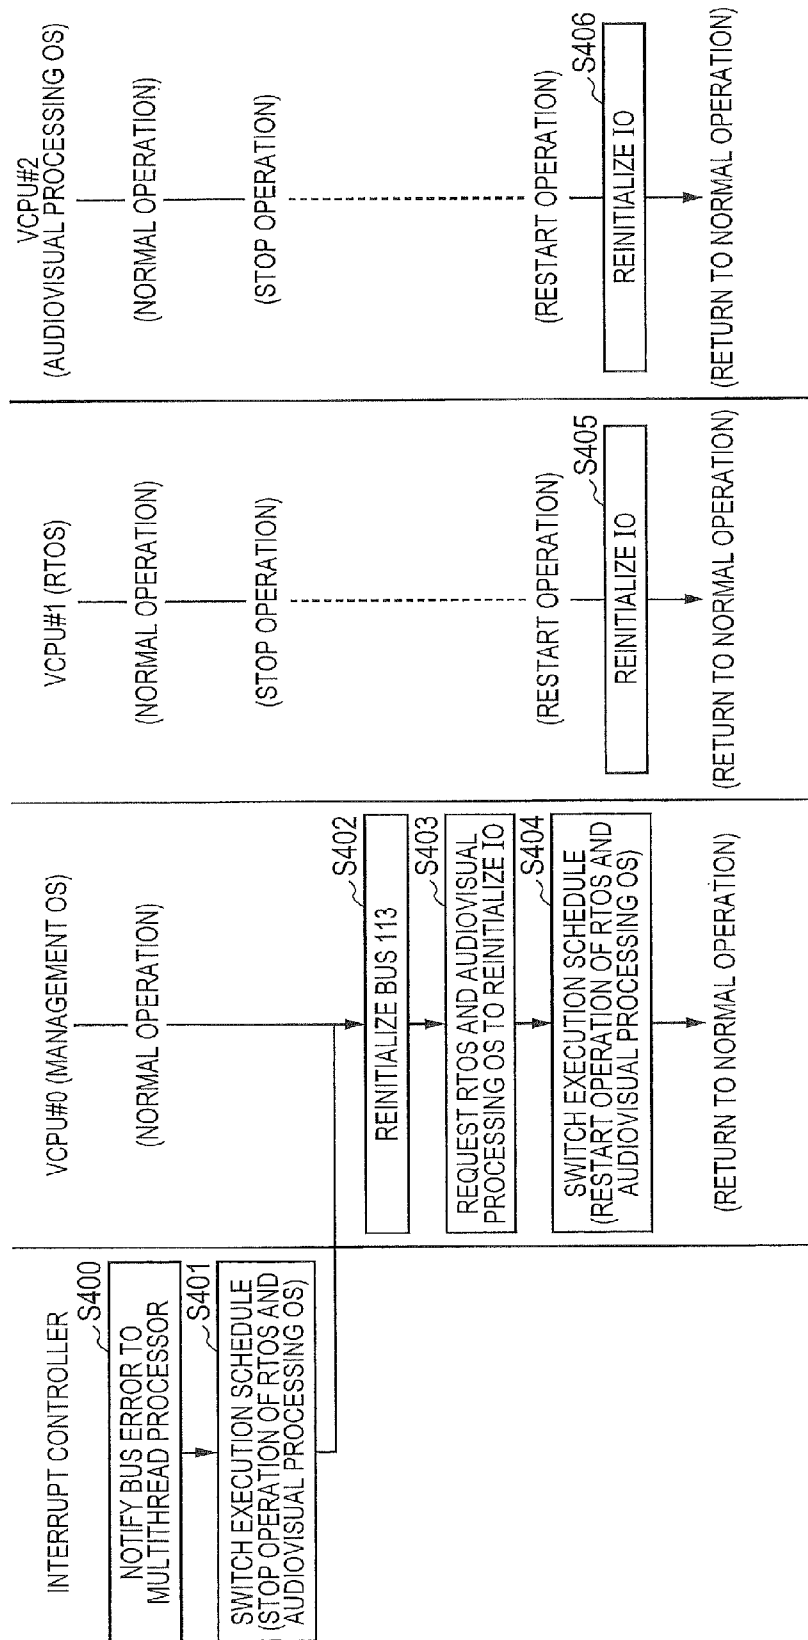 INTERRUPT CONTROLLER
S400
NOTIFY BUS ERROR TO
MULTITHREAD PROCESSOR
S401
SWITCH EXECUTION SCHEDULE
(STOP OPERATION OF RTOS AND
AUDIOVISUAL PROCESSING OS)
VCPU#0 (MANAGEMENT OS)
(NORMAL OPERATION)
S402
REINITIALIZE BUS 113
S403
REQUEST RTOS AND AUDIOVISUAL
PROCESSING OS TO REINITIALIZE IO
S404
SWITCH EXECUTION SCHEDULE
(RESTART OPERATION OF RTOS AND
AUDIOVISUAL PROCESSING OS)
(RETURN TO NORMAL OPERATION)
VCPU#1 (RTOS)
(NORMAL OPERATION)
(STOP OPERATION)
(RESTART OPERATION)
S405
REINITIALIZE IO
(RETURN TO NORMAL OPERATION)
VCPU#2
(AUDIOVISUAL PROCESSING OS)
(NORMAL OPERATION)
(STOP OPERATION)
(RESTART OPERATION)
S406
REINITIALIZE IO
(RETURN TO NORMAL OPERATION)